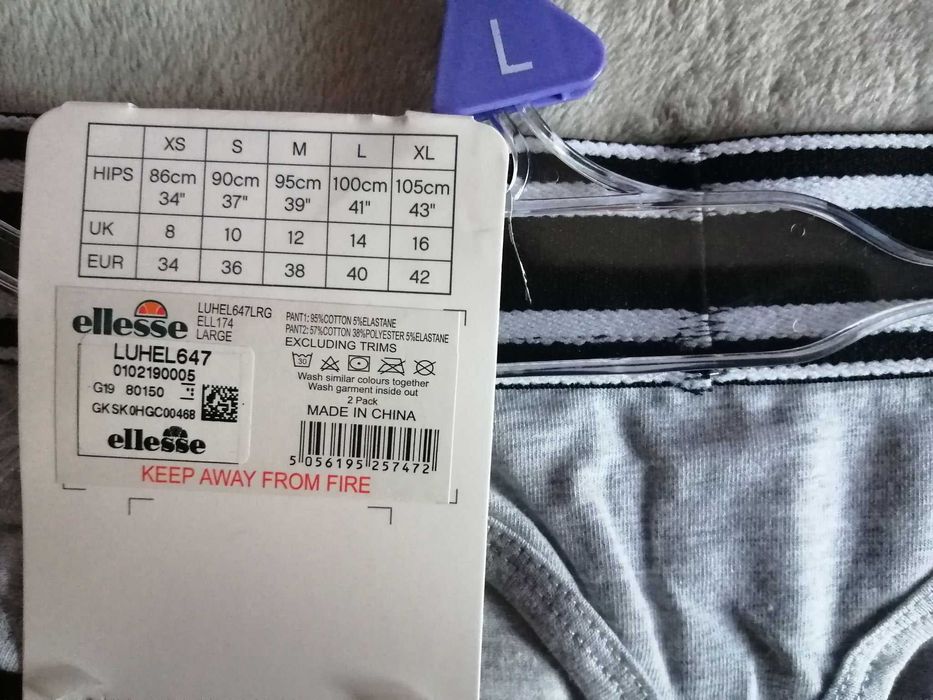 L
XS S M L XL
HIPS 86cm 90cm 95cm 100cm 105cm
34" 37" 39" 41" 43"
UK 8 10 12 14 16
EUR 34 36 38 40 42
ellesse
LUHEL647LRG
ELL174
LARGE
PANT1: 95%COTTON 5%ELASTANE
PANT2: 57%COTTON 38%POLYESTER 5%ELASTANE
EXCLUDING TRIMS
30
Wash similar colours together
Wash garment inside out
2 Pack
MADE IN CHINA
LUHEL647
0102190005
G19 80150
GKSK0HGC00468
ellesse
5 056195 257472
KEEP AWAY FROM FIRE